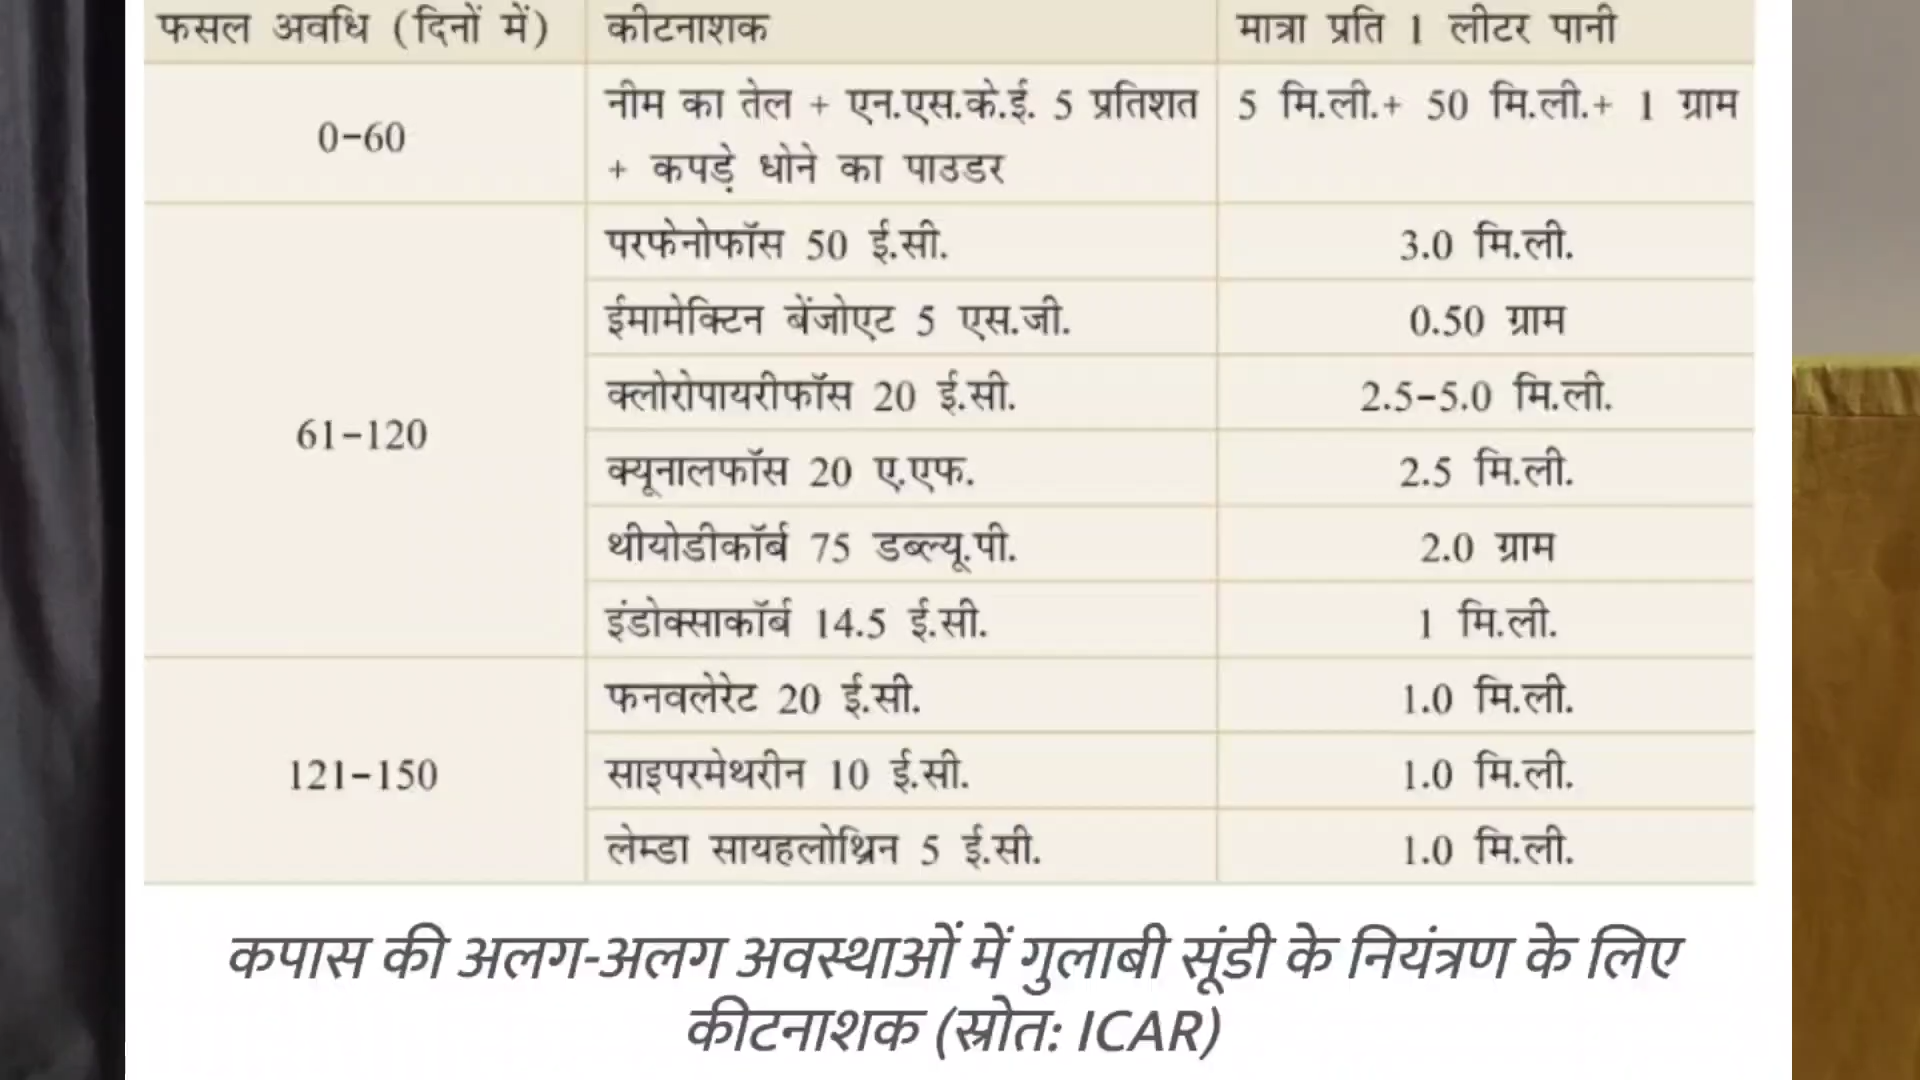 फसल अवधि (दिनों में) कीटनाशक मात्रा प्रति 1 लीटर पानी
0-60 नीम का तेल + एन.एस.के.ई. 5 प्रतिशत 5 मि.ली.+ 50 मि.ली.+ 1 ग्राम
+ कपड़े धोने का पाउडर
परफेनोफॉस 50 ई.सी. 3.0 मि.ली.
ईमामेक्टिन बेंजोएट 5 एस.जी. 0.50 ग्राम
क्लोरोपायरीफॉस 20 ई.सी. 2.5-5.0 मि.ली.
61-120
क्यूनालफॉस 20 ए.एफ. 2.5 मि.ली.
थीयोडीकॉर्ब 75 डब्ल्यू.पी. 2.0 ग्राम
इंडोक्साकॉर्ब 14.5 ई.सी. 1 मि.ली.
फनवलेरेट 20 ई.सी. 1.0 मि.ली.
121-150 साइपरमेथरीन 10 ई.सी. 1.0 मि.ली.
लेम्डा सायहलोथ्रिन 5 ई.सी. 1.0 मि.ली.
कपास की अलग-अलग अवस्थाओं में गुलाबी सूंडी के नियंत्रण के लिए
कीटनाशक (स्रोत: ICAR)